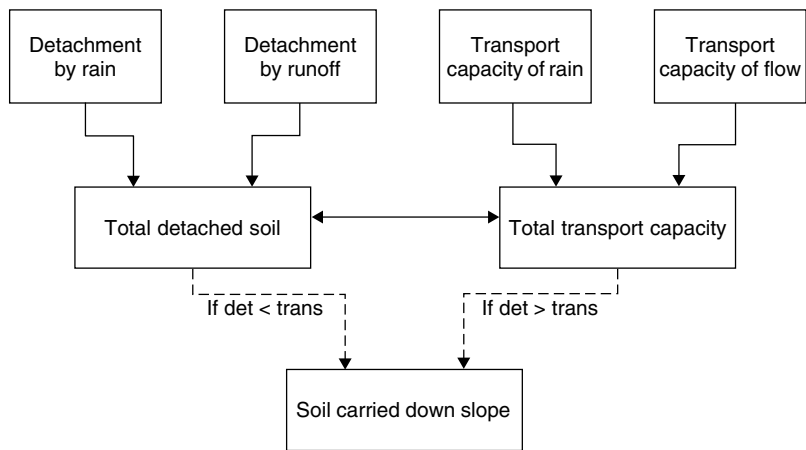 Detachment
by rain
Detachment
by runoff
Transport
capacity of rain
Transport
capacity of flow
Total detached soil
Total transport capacity
If det < trans
If det > trans
Soil carried down slope